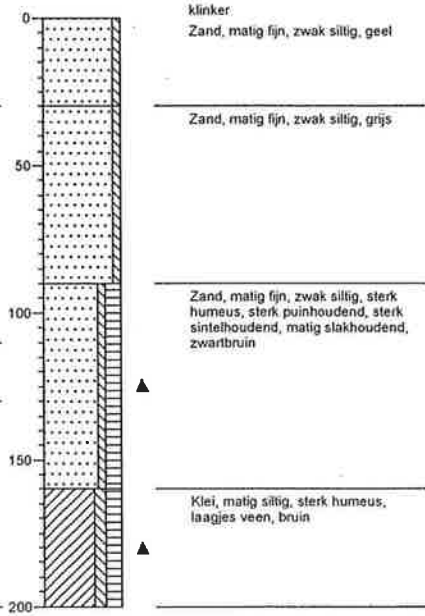 klinker
0
Zand, matig fijn, zwak siltig, geel
Zand, matig fijn, zwak siltig, grijs
50
Zand, matig fijn, zwak siltig, sterk
humeus, sterk puinhoudend, sterk
sintelhoudend, matig slakhoudend,
zwartbruin
100
150
Klei, matig siltig, sterk humeus,
laagjes veen, bruin
200